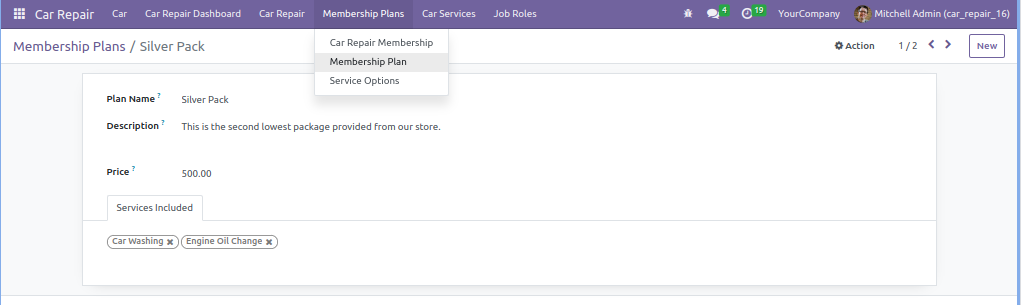 Car Repair Car Car Repair Dashboard Car Repair Membership Plans Car Services Job Roles 4 19 YourCompany Mitchell Admin (car_repair_16)
Membership Plans / Silver Pack Action 1 / 2 New
Car Repair Membership
Membership Plan
Service Options
Plan Name ? Silver Pack
Description ? This is the second lowest package provided from our store.
Price ? 500.00
Services Included
Car Washing × Engine Oil Change ×